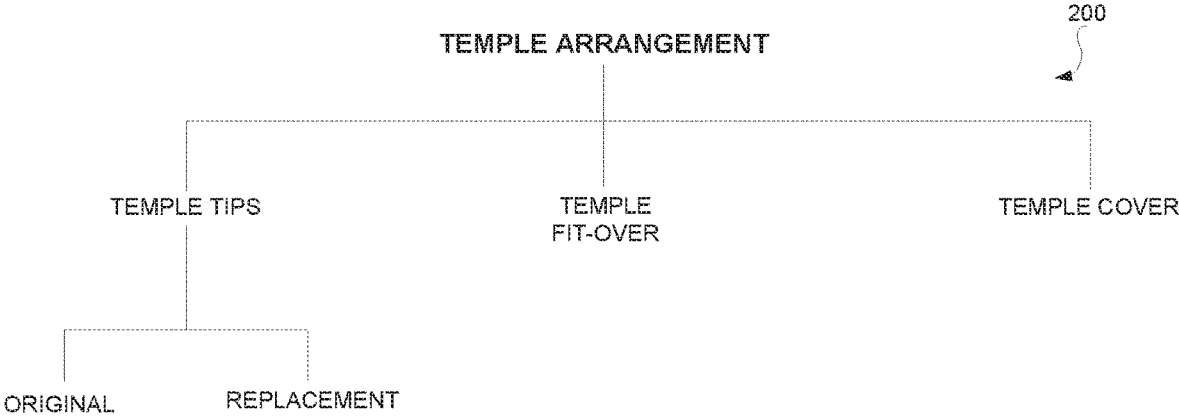 200
TEMPLE ARRANGEMENT
TEMPLE TIPS
TEMPLE
FIT-OVER
TEMPLE COVER
ORIGINAL
REPLACEMENT